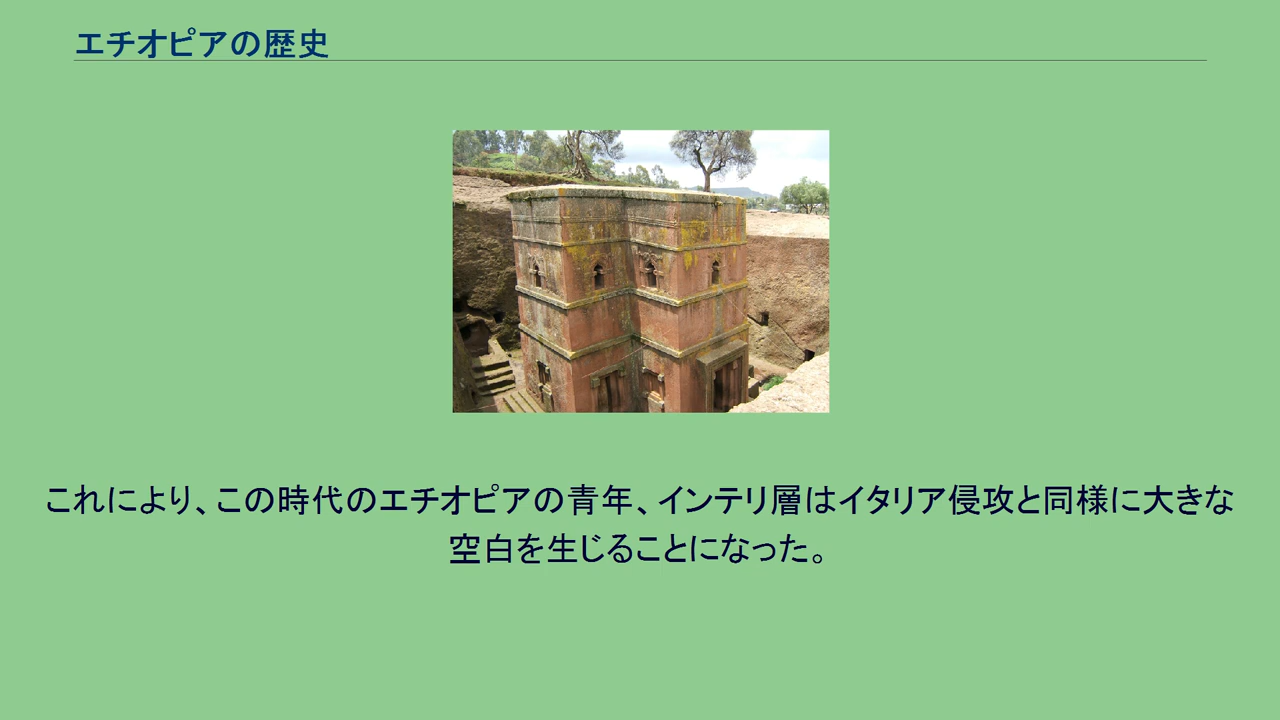 エチオピアの歴史
これにより、この時代のエチオピアの青年、インテリ層はイタリア侵攻と同様に大きな
空白を生じることになった。